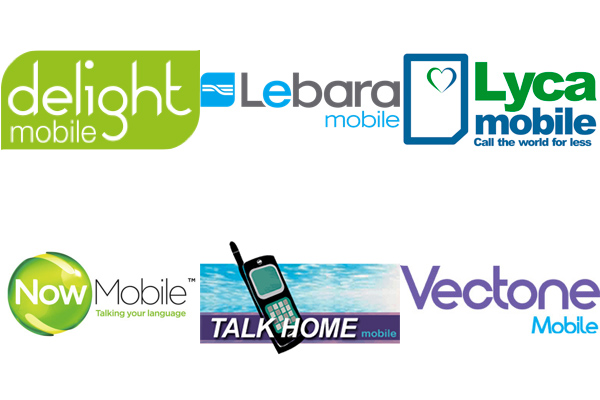 delight
mobile
Lebara
mobile
Lyca
mobile
Call the world for less
Now Mobile™
Talking your language
TALK HOME mobile
Vectone
Mobile